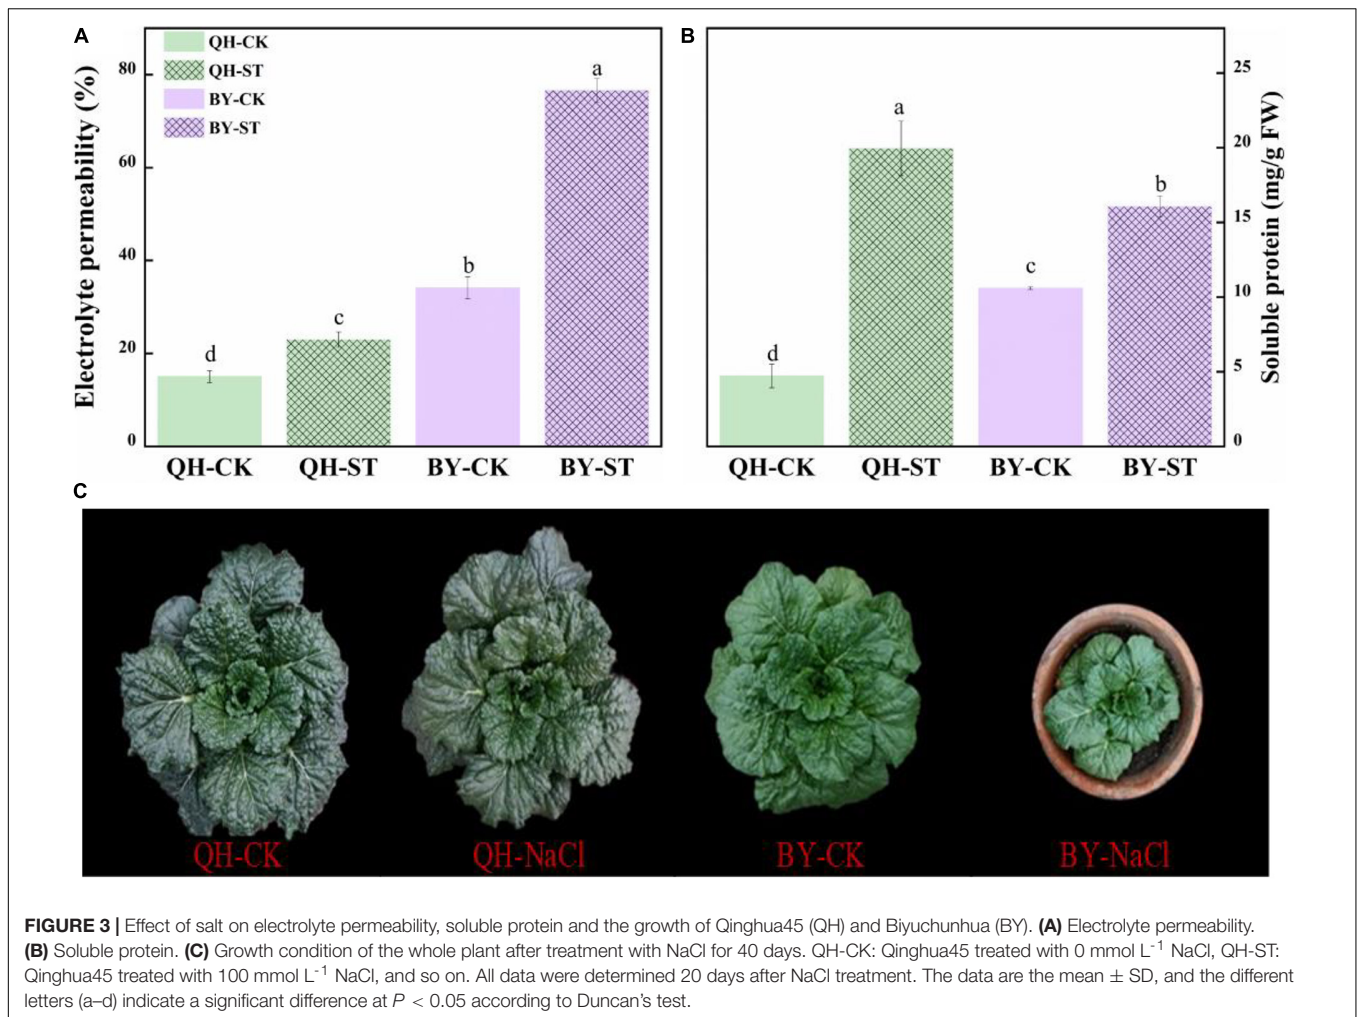 A
Electrolyte permeability (%)
80
60
40
20
0
QH-CK
QH-ST
BY-CK
BY-ST
d
c
b
a
QH-CK
QH-ST
BY-CK
BY-ST
B
d
a
c
b
25
20
15
10
5
0
Soluble protein (mg/g FW)
QH-CK
QH-ST
BY-CK
BY-ST
C
QH-CK
QH-NaCl
BY-CK
BY-NaCl
FIGURE 3 | Effect of salt on electrolyte permeability, soluble protein and the growth of Qinghua45 (QH) and Biyuchunhua (BY). (A) Electrolyte permeability.
(B) Soluble protein. (C) Growth condition of the whole plant after treatment with NaCl for 40 days. QH-CK: Qinghua45 treated with 0 mmol L-1 NaCl, QH-ST:
Qinghua45 treated with 100 mmol L-1 NaCl, and so on. All data were determined 20 days after NaCl treatment. The data are the mean ± SD, and the different
letters (a–d) indicate a significant difference at P < 0.05 according to Duncan's test.